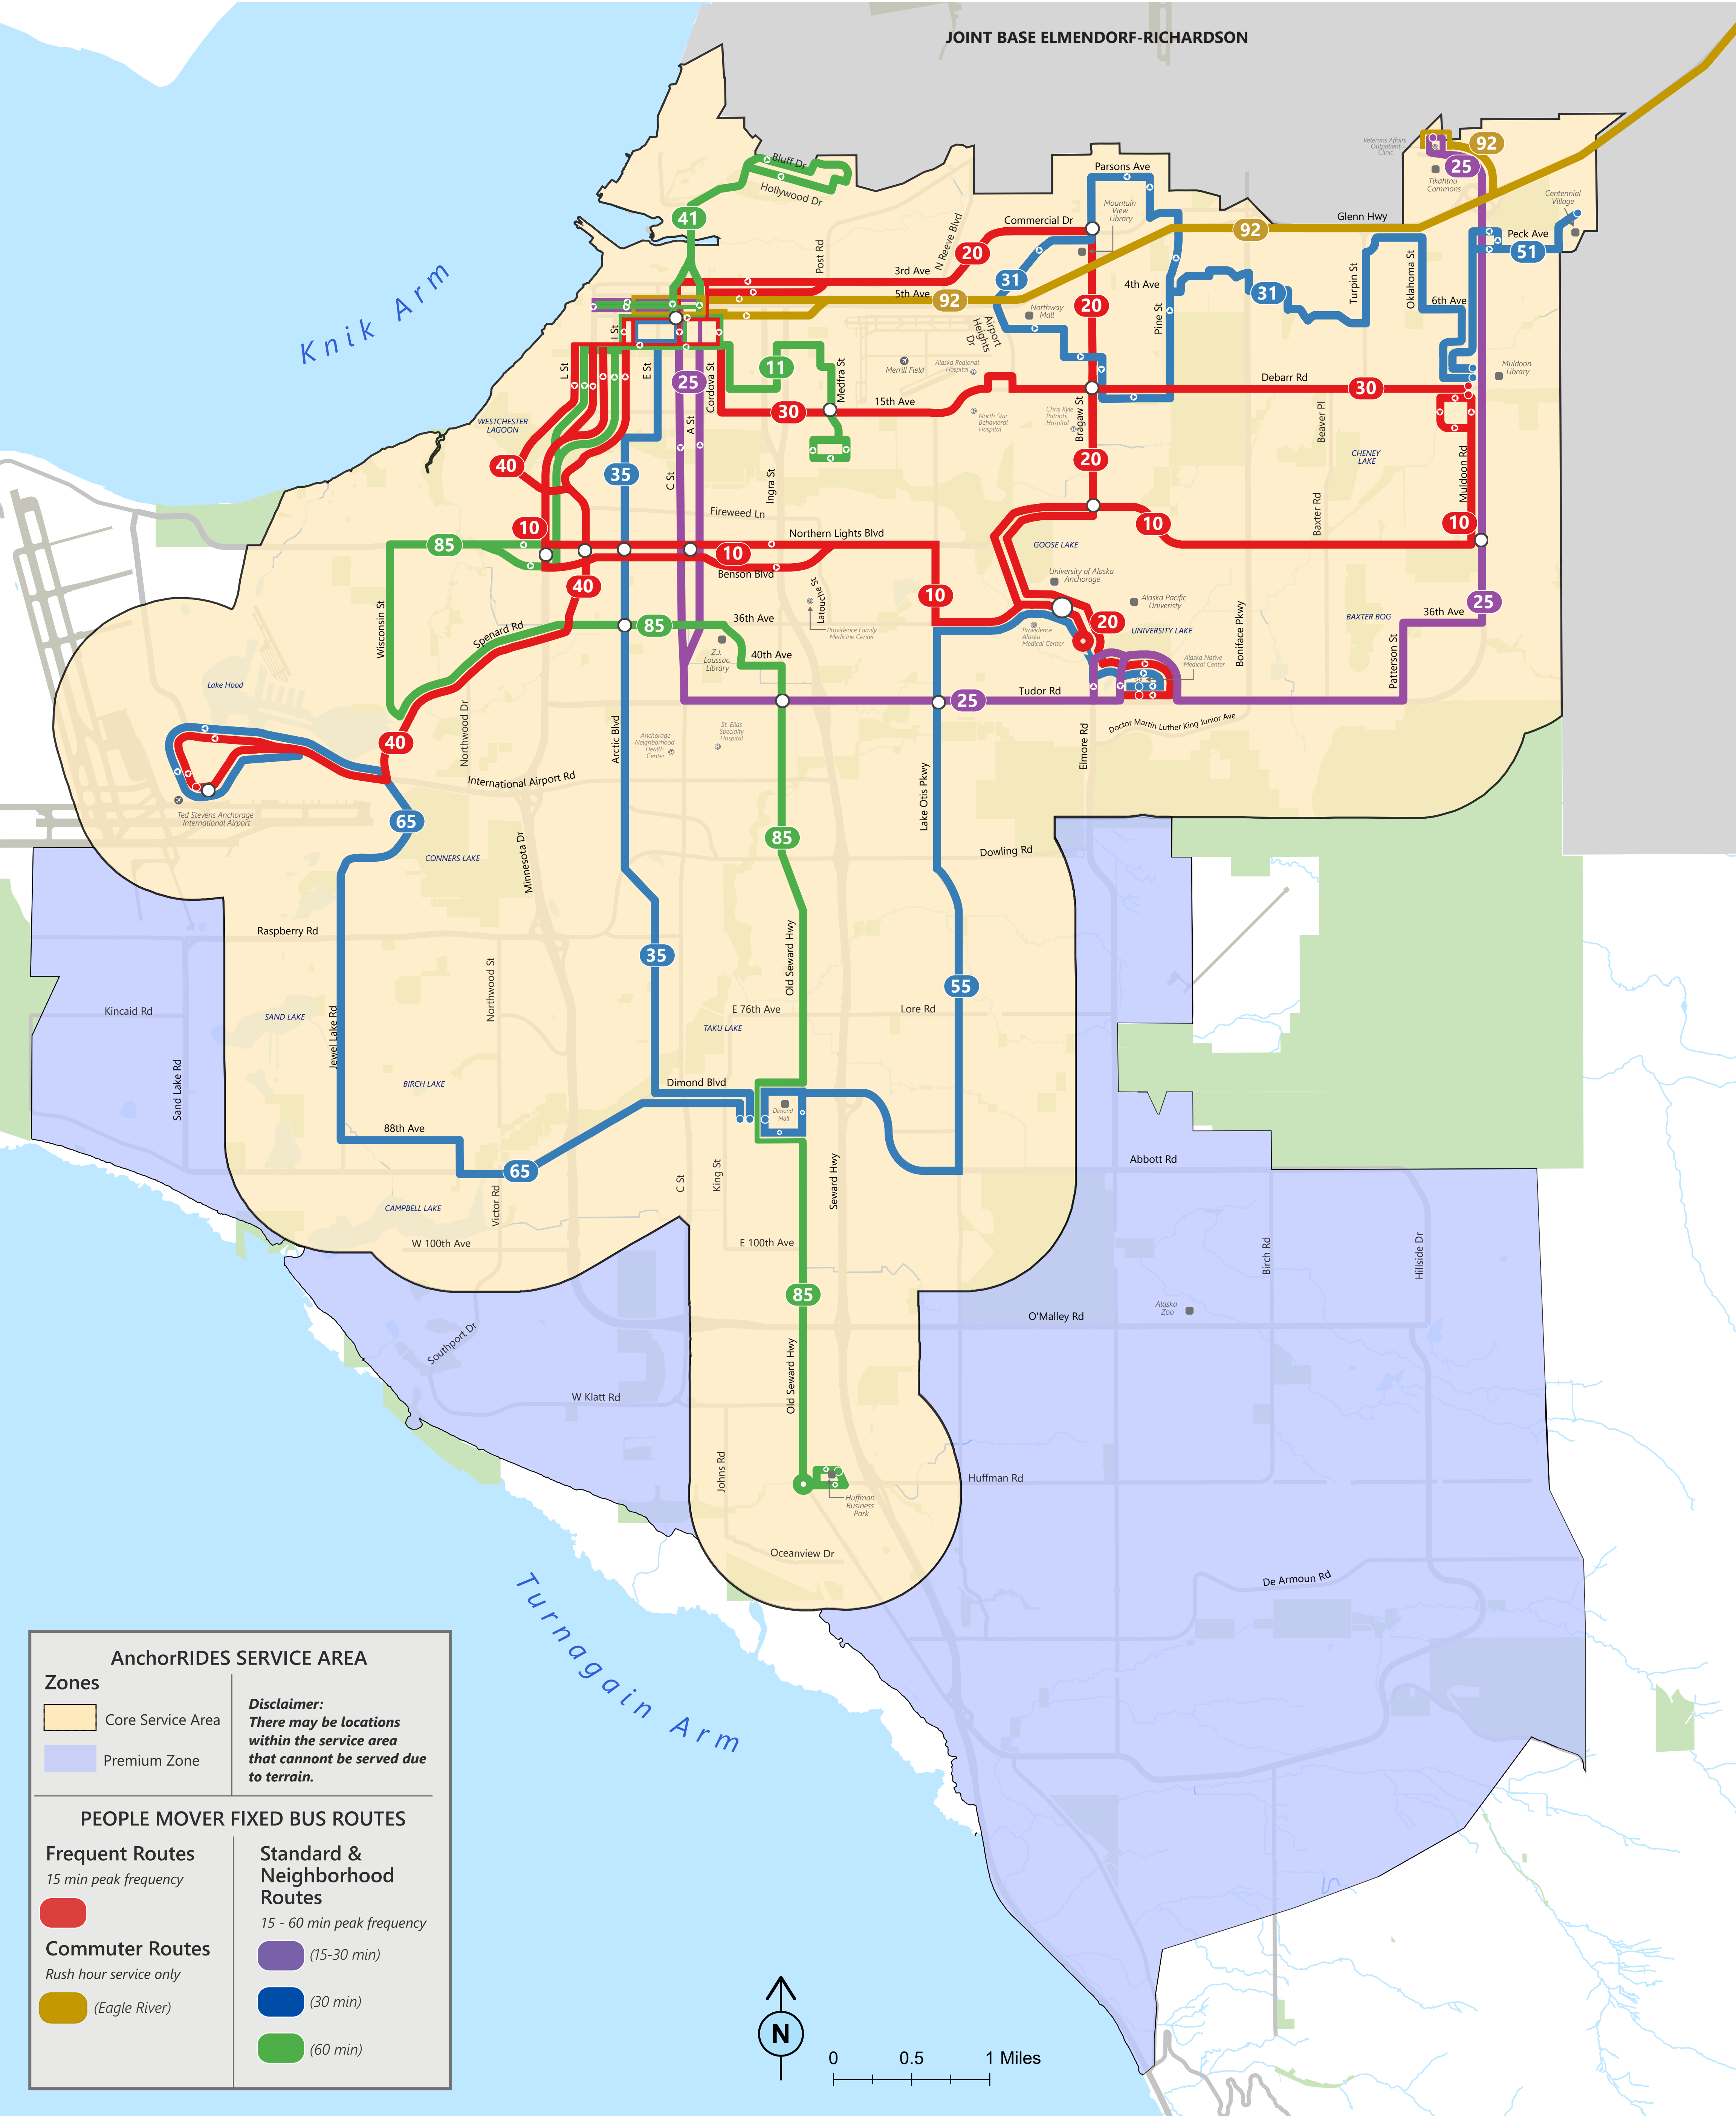 JOINT BASE ELMENDORF-RICHARDSON
Knik Arm
Bluff Dr
Hollywood Dr
41
Parsons Ave
Mountain
View
Library
Veterans Affairs
Outpatient
Clinic
92
25
Tikahtnu
Commons
Centennial
Village
Commercial Dr
Glenn Hwy
92
Peck Ave
51
N Reeve Blvd
Post Rd
20
3rd Ave
31
5th Ave
92
4th Ave
31
Turpin St
Oklahoma St
6th Ave
20
Northway
Mall
Airport
Heights
Dr
Pine St
I St
L St
E St
25
Cordova St
11
Medfra St
Merrill Field
Alaska Regional
Hospital
Debarr Rd
30
Muldoon
Library
A St
30
15th Ave
North Star
Behavioral
Hospital
Chris Kyle
Patriots
Hospital
Bragaw St
Beaver Pl
WESTCHESTER
LAGOON
40
35
C St
Ingra St
20
CHENEY
LAKE
Muldoon Rd
Fireweed Ln
Baxter Rd
10
10
10
85
Northern Lights Blvd
10
Benson Blvd
GOOSE LAKE
40
University of Alaska
Anchorage
10
Latouche St
Alaska Pacific
Univeristy
25
36th Ave
Wisconsin St
Spenard Rd
85
36th Ave
Providence Family
Medicine Center
Providence
Alaska
Medical Center
20
UNIVERSITY LAKE
Boniface Pkwy
BAXTER BOG
Patterson St
Z.J.
Loussac
Library
40th Ave
Alaska Native
Medical Center
Lake Hood
Tudor Rd
25
Northwood Dr
Arctic Blvd
Anchorage
Neighborhood
Health
Center
St. Elias
Specialty
Hospital
Elmore Rd
Doctor Martin Luther King Junior Ave
40
International Airport Rd
Lake Otis Pkwy
Ted Stevens Anchorage
International Airport
65
85
CONNERS LAKE
Minnesota Dr
Dowling Rd
Raspberry Rd
35
Old Seward Hwy
55
Northwood St
Kincaid Rd
SAND LAKE
Jewel Lake Rd
E 76th Ave
Lore Rd
TAKU LAKE
Sand Lake Rd
BIRCH LAKE
Dimond Blvd
Dimond
Mall
88th Ave
65
Victor Rd
C St
King St
Seward Hwy
Abbott Rd
CAMPBELL LAKE
W 100th Ave
E 100th Ave
Birch Rd
Hillside Dr
85
Alaska
Zoo
O'Malley Rd
Southport Dr
Old Seward Hwy
W Klatt Rd
Johns Rd
Huffman Rd
Huffman
Business
Park
Oceanview Dr
De Armoun Rd
Turnagain Arm
AnchorRIDES SERVICE AREA
Zones
Core Service Area
Premium Zone
Disclaimer:
There may be locations
within the service area
that cannont be served due
to terrain.
PEOPLE MOVER FIXED BUS ROUTES
Frequent Routes
15 min peak frequency
Commuter Routes
Rush hour service only
(Eagle River)
Standard &
Neighborhood
Routes
15 - 60 min peak frequency
(15-30 min)
(30 min)
(60 min)
N
0 0.5 1 Miles